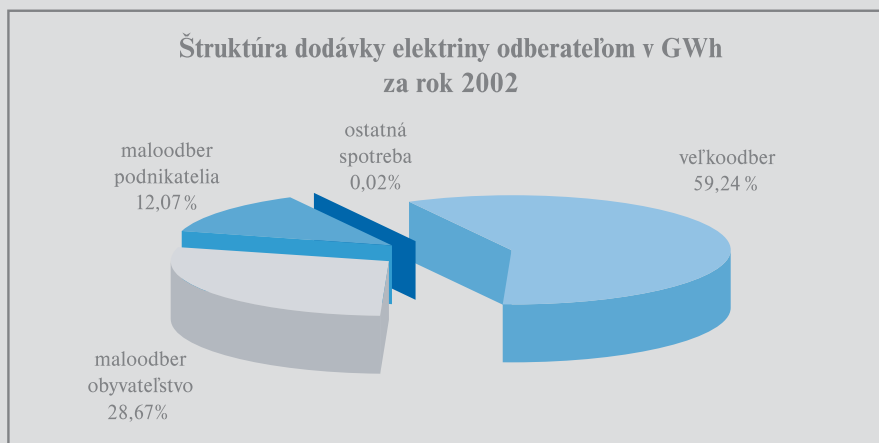 Štruktúra dodávky elektriny odberateľom v GWh
za rok 2002
ostatná
spotreba
0,02%
maloodber
podnikatelia
12,07 %
veľkoodber
59,24 %
maloodber
obyvateľstvo
28,67%